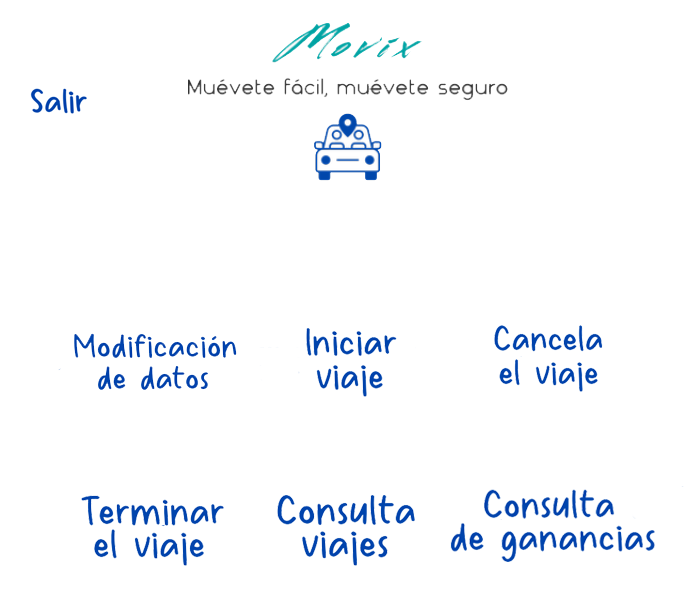 Movix
Muévete fácil, muévete seguro
Salir
Modificación
de datos
Iniciar
viaje
Cancela
el viaje
Terminar
el viaje
Consulta
viajes
Consulta
de ganancias